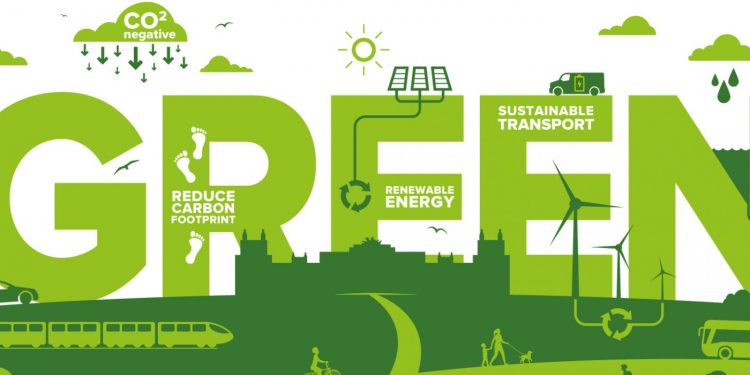 CO²
negative
GREEN
REDUCE
CARBON
FOOTPRINT
RENEWABLE
ENERGY
SUSTAINABLE
TRANSPORT